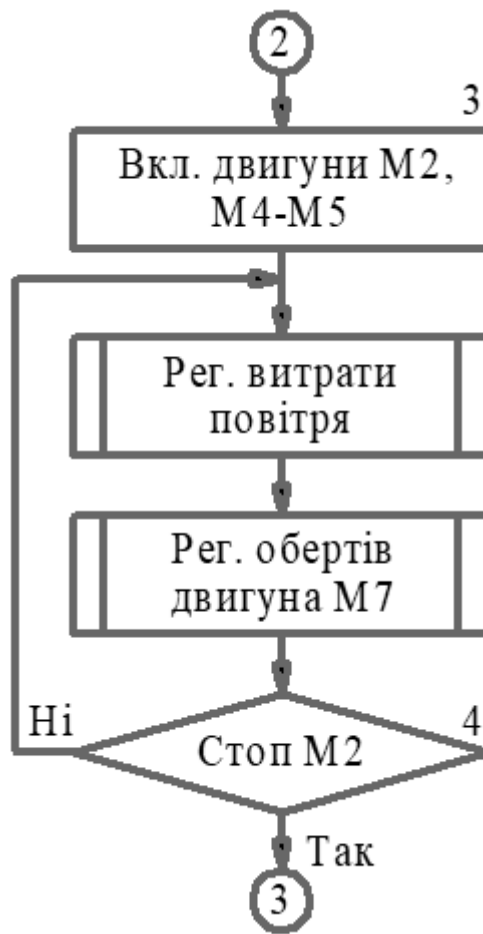 2
3
Вкл. двигуни М2,
М4-М5
Рег. витрати
повітря
Рег. обертів
двигуна М7
Ні
4
Стоп М2
Так
3